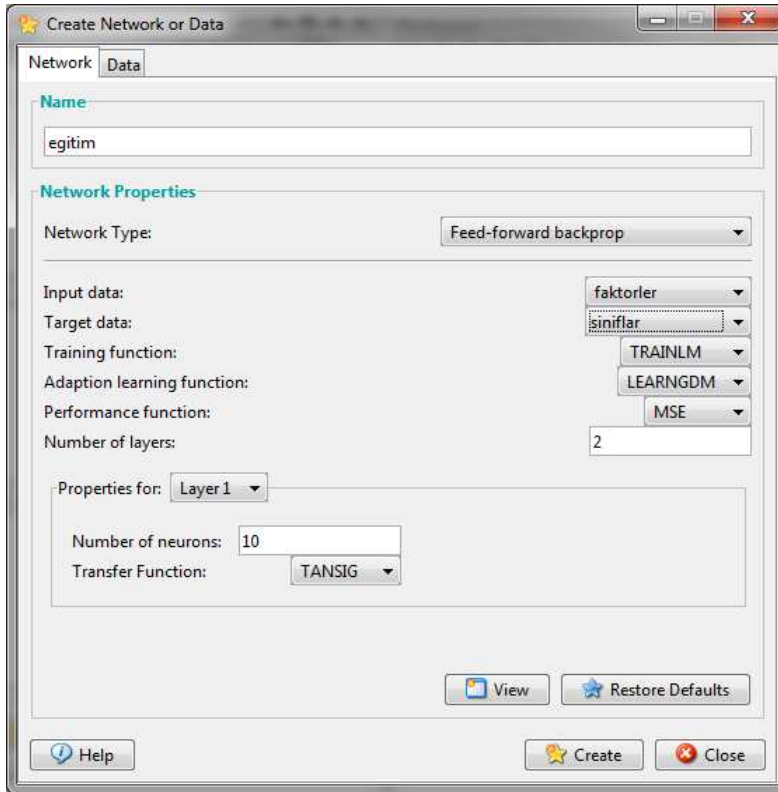 Create Network or Data
Network Data
Name
egitim
Network Properties
Network Type: Feed-forward backprop
Input data: faktorler
Target data: siniflar
Training function: TRAINLM
Adaption learning function: LEARNGDM
Performance function: MSE
Number of layers: 2
Properties for: Layer 1
Number of neurons: 10
Transfer Function: TANSIG
View Restore Defaults
Help Create Close